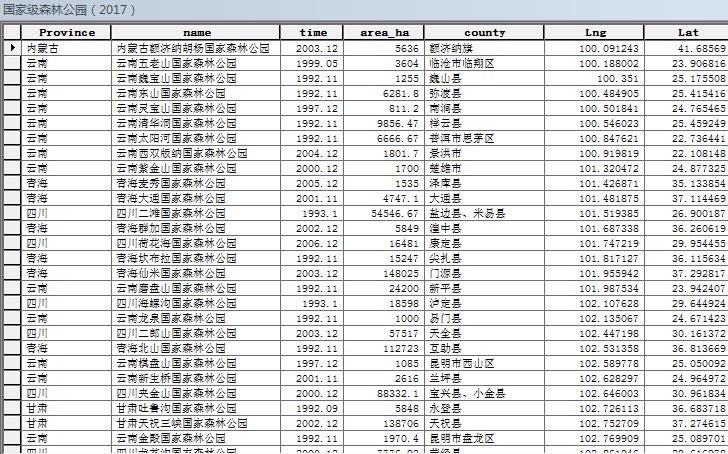 国家级森林公园（2017）
Province name time area_ha county Lng Lat
内蒙古 内蒙古额济纳胡杨国家森林公园 2003.12 5636 额济纳旗 100.091243 41.68569
云南 云南五老山国家森林公园 1999.05 3604 临沧市临翔区 100.188002 23.906816
云南 云南巍宝山国家森林公园 1992.11 1255 巍山县 100.351 25.175508
云南 云南东山国家森林公园 1992.11 6281.8 弥渡县 100.484905 25.415416
云南 云南灵宝山国家森林公园 1997.12 811.2 南涧县 100.501841 24.765465
云南 云南清华洞国家森林公园 1992.11 9856.47 祥云县 100.546023 25.459249
云南 云南太阳河国家森林公园 1992.11 6666.67 普洱市思茅区 100.847621 22.736441
云南 云南西双版纳国家森林公园 2004.12 1801.7 景洪市 100.919819 22.108148
云南 云南紫金山国家森林公园 2000.12 1700 楚雄市 101.320472 24.877325
青海 青海麦秀国家森林公园 2005.12 1535 泽库县 101.426871 35.133854
青海 青海大通国家森林公园 2001.11 4747.1 大通县 101.481875 37.114469
四川 四川二滩国家森林公园 1993.1 54546.67 盐边县、米易县 101.519385 26.900187
青海 青海群加国家森林公园 2002.12 5849 湟中县 101.687338 36.260619
四川 四川荷花海国家森林公园 2006.12 16481 康定县 101.747219 29.954455
青海 青海坎布拉国家森林公园 1992.11 15247 尖扎县 101.817127 36.115634
青海 青海仙米国家森林公园 2003.12 148025 门源县 101.955942 37.292817
云南 云南磨盘山国家森林公园 1992.11 24200 新平县 101.987534 23.942407
四川 四川海螺沟国家森林公园 1993.1 18598 泸定县 102.107628 29.644924
云南 云南龙泉国家森林公园 1992.11 1000 易门县 102.135067 24.671423
四川 四川二郎山国家森林公园 2003.12 57517 天全县 102.447198 30.161372
青海 青海北山国家森林公园 1992.11 112723 互助县 102.531358 36.813669
云南 云南棋盘山国家森林公园 1997.12 1085 昆明市西山区 102.589778 25.050092
云南 云南新生桥国家森林公园 2001.11 2616 兰坪县 102.628297 24.964972
四川 四川夹金山国家森林公园 2000.12 88332.1 宝兴县、小金县 102.646003 30.961834
甘肃 甘肃吐鲁沟国家森林公园 1992.09 5848 永登县 102.726113 36.683718
甘肃 甘肃天祝三峡国家森林公园 2002.12 138706 天祝县 102.752709 37.274615
云南 云南金殿国家森林公园 1992.11 1970.4 昆明市盘龙区 102.769909 25.089701